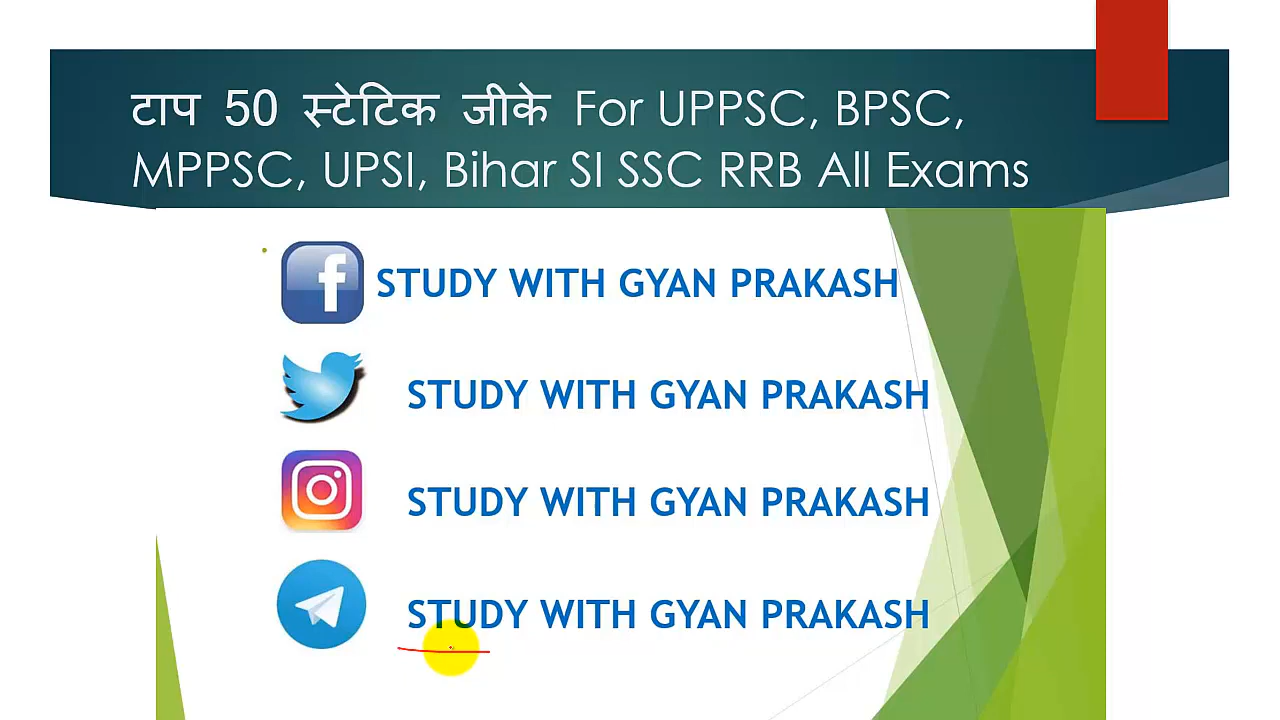 टाप 50 स्टेटिक जीके For UPPSC, BPSC,
MPPSC, UPSI, Bihar SI SSC RRB All Exams
STUDY WITH GYAN PRAKASH
STUDY WITH GYAN PRAKASH
STUDY WITH GYAN PRAKASH
STUDY WITH GYAN PRAKASH